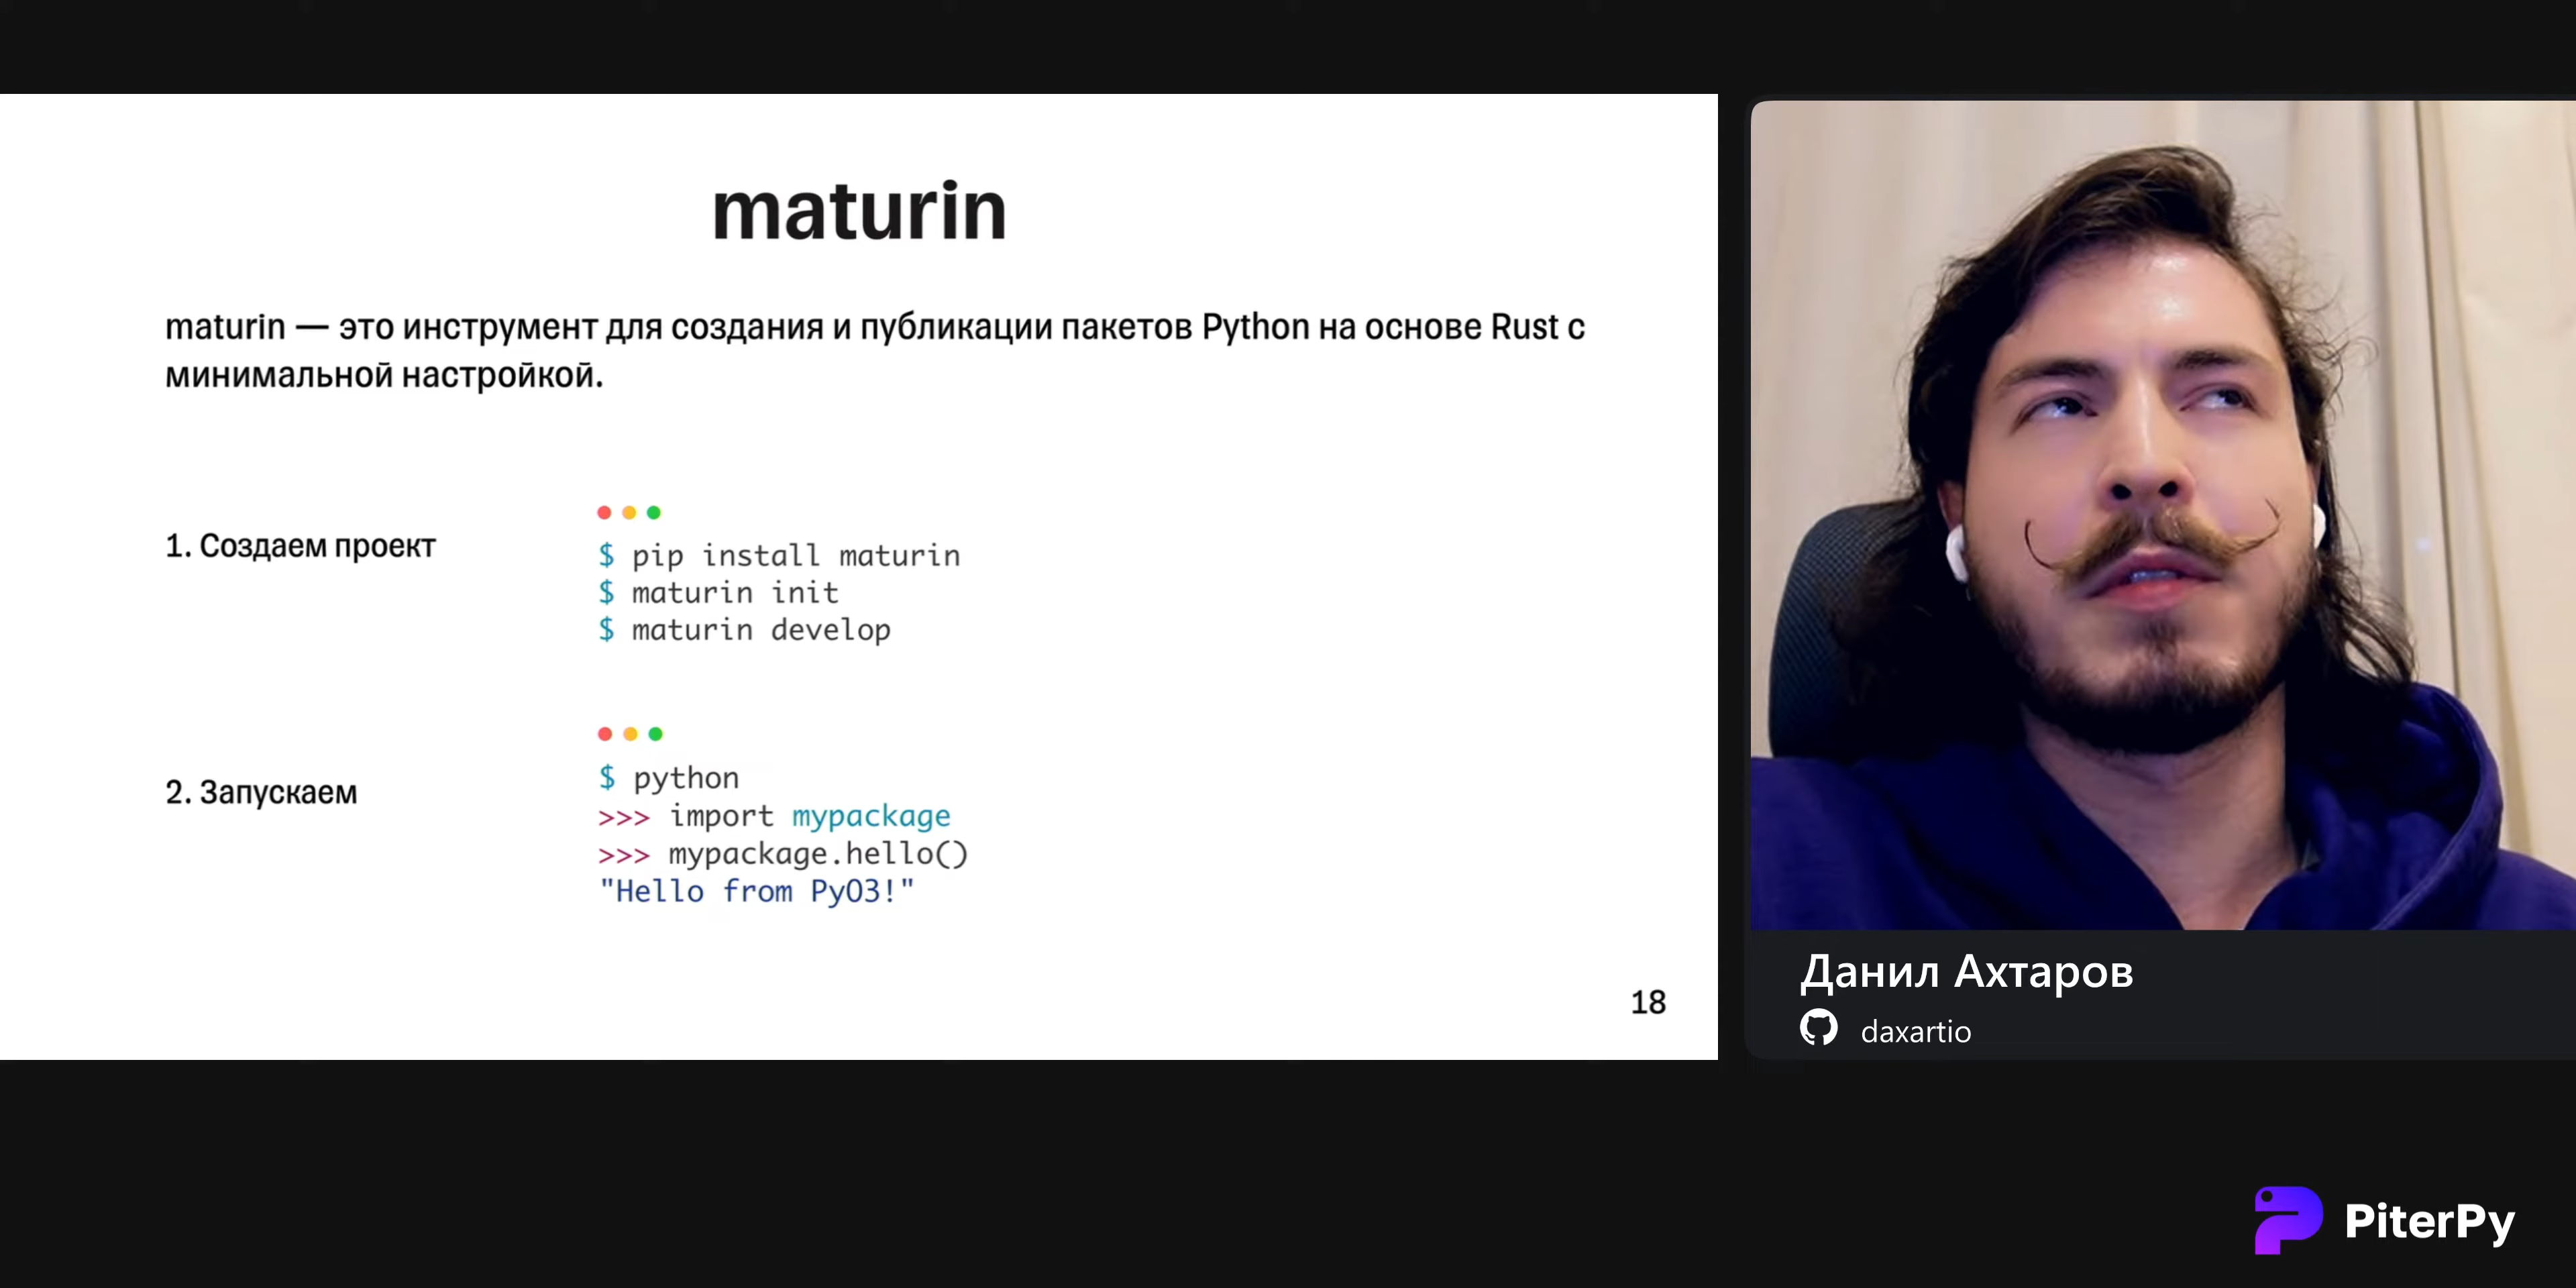 maturin
maturin — это инструмент для создания и публикации пакетов Python на основе Rust с
минимальной настройкой.
1. Создаем проект
$ pip install maturin
$ maturin init
$ maturin develop
2. Запускаем
$ python
>>> import mypackage
>>> mypackage.hello()
"Hello from PyO3!"
18
Данил Ахтаров
daxartio
PiterPy